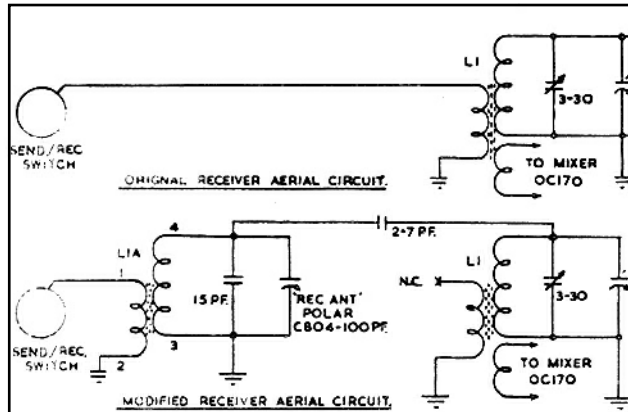 L1
3-30
SEND/REC
SWITCH
TO MIXER
OC170
ORIGNAL RECEIVER AERIAL CIRCUIT.
2-7 PF.
4
L1A
1
15 PF.
'REC ANT'
POLAR
C804-100PF.
N.C.
L1
3-30
3
2
SEND/REC.
SWITCH
TO MIXER
OC170
MODIFIED RECEIVER AERIAL CIRCUIT.